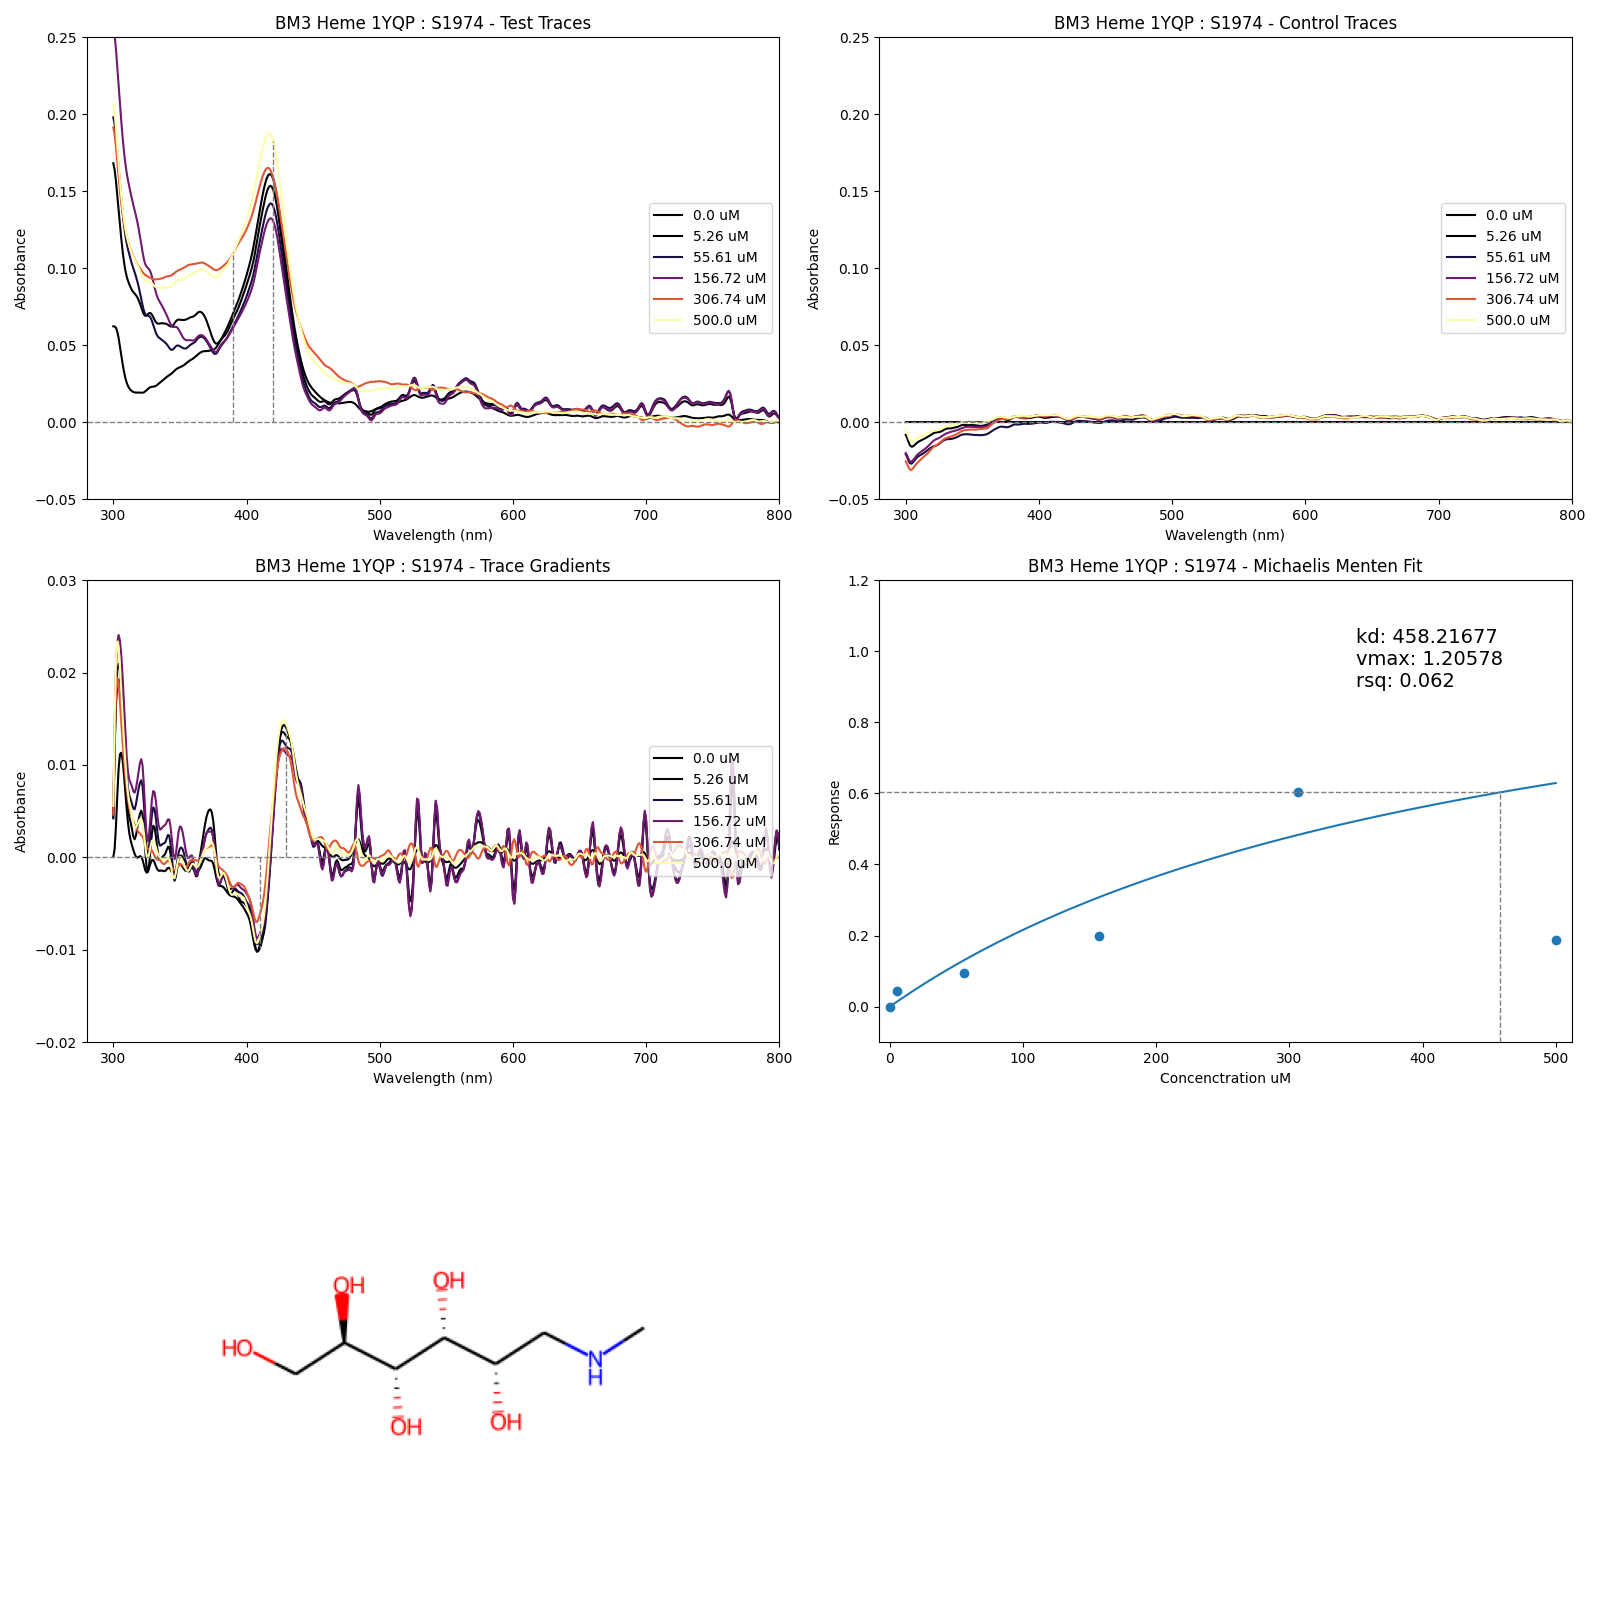 BM3 Heme 1YQP : S1974 - Test Traces
0.25
0.20
0.15
0.10
0.05
0.00
−0.05
Absorbance
300 400 500 600 700 800
Wavelength (nm)
0.0 uM
5.26 uM
55.61 uM
156.72 uM
306.74 uM
500.0 uM
BM3 Heme 1YQP : S1974 - Control Traces
0.25
0.20
0.15
0.10
0.05
0.00
−0.05
Absorbance
300 400 500 600 700 800
Wavelength (nm)
0.0 uM
5.26 uM
55.61 uM
156.72 uM
306.74 uM
500.0 uM
BM3 Heme 1YQP : S1974 - Trace Gradients
0.03
0.02
0.01
0.00
−0.01
−0.02
Absorbance
300 400 500 600 700 800
Wavelength (nm)
0.0 uM
5.26 uM
55.61 uM
156.72 uM
306.74 uM
500.0 uM
BM3 Heme 1YQP : S1974 - Michaelis Menten Fit
1.2
1.0
0.8
0.6
0.4
0.2
0.0
Response
0 100 200 300 400 500
Concenctration uM
kd: 458.21677
vmax: 1.20578
rsq: 0.062
OH
OH
HO
N
H
OH
OH